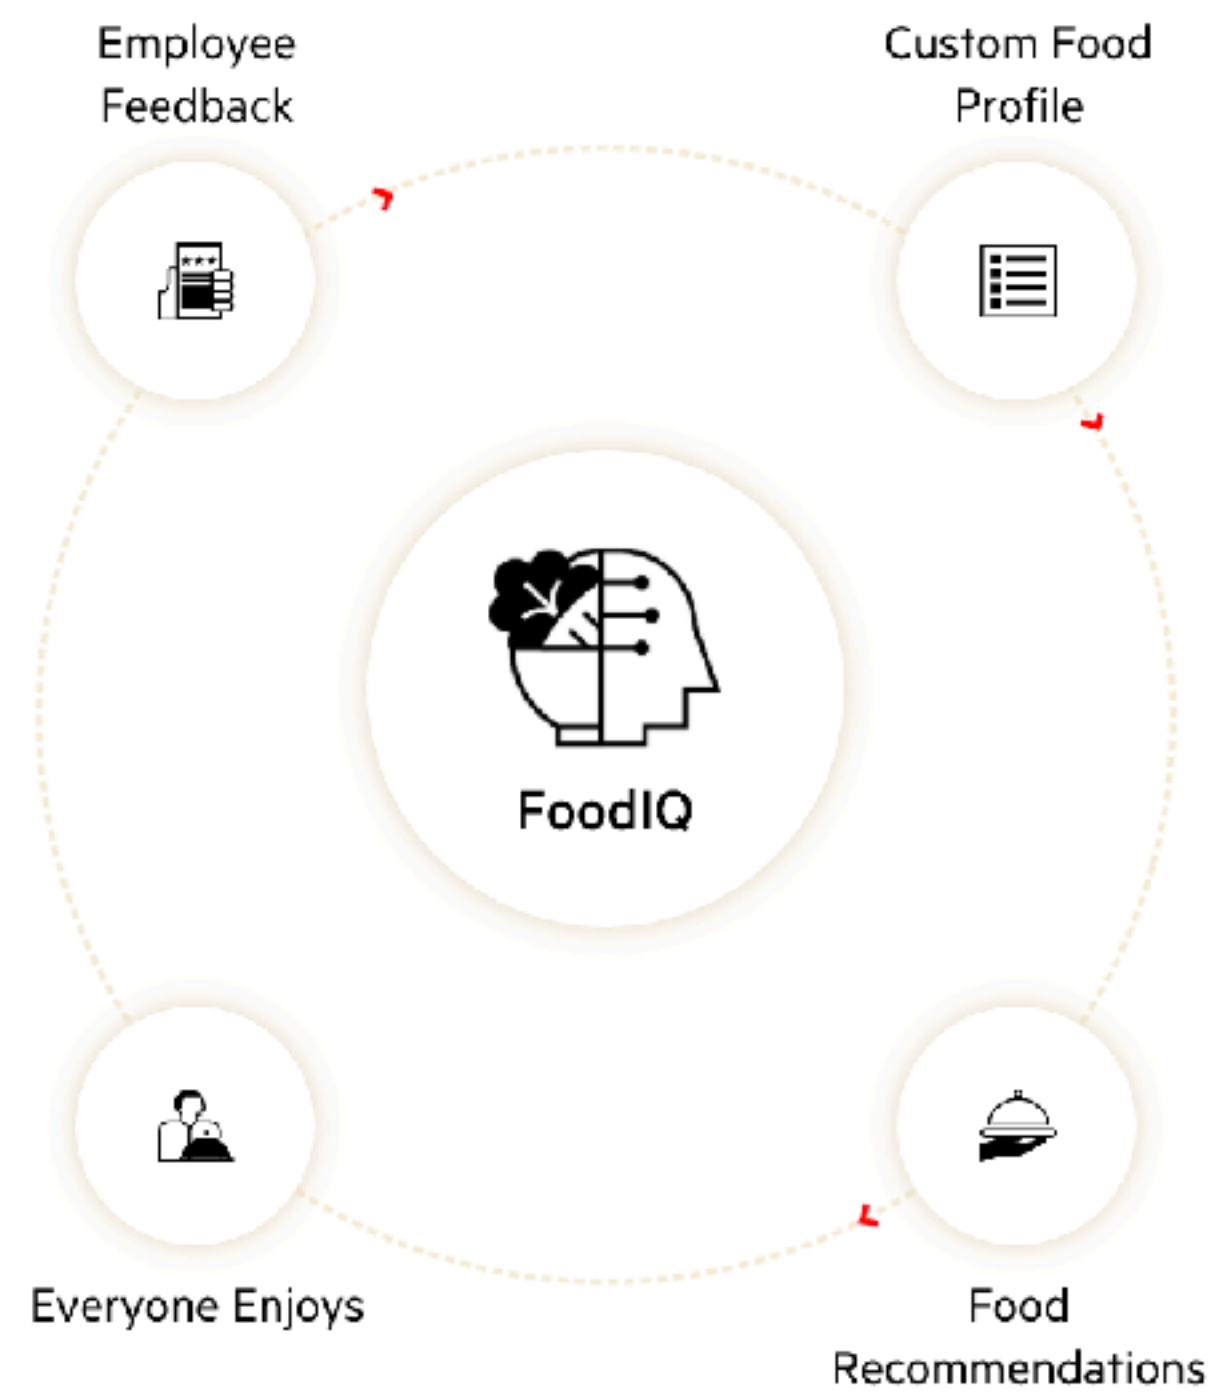 Employee
Feedback
Custom Food
Profile
FoodIQ
Everyone Enjoys
Food
Recommendations